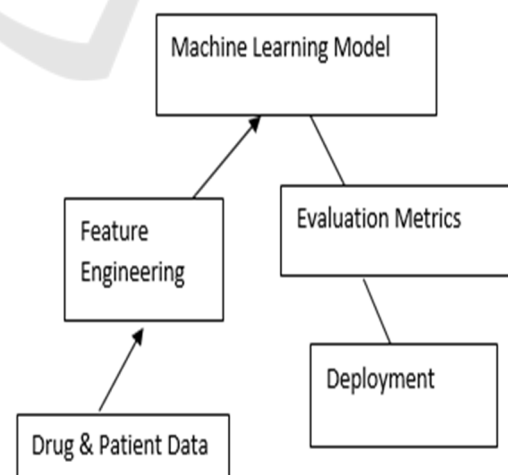 Machine Learning Model
Feature
Engineering
Evaluation Metrics
Deployment
Drug & Patient Data